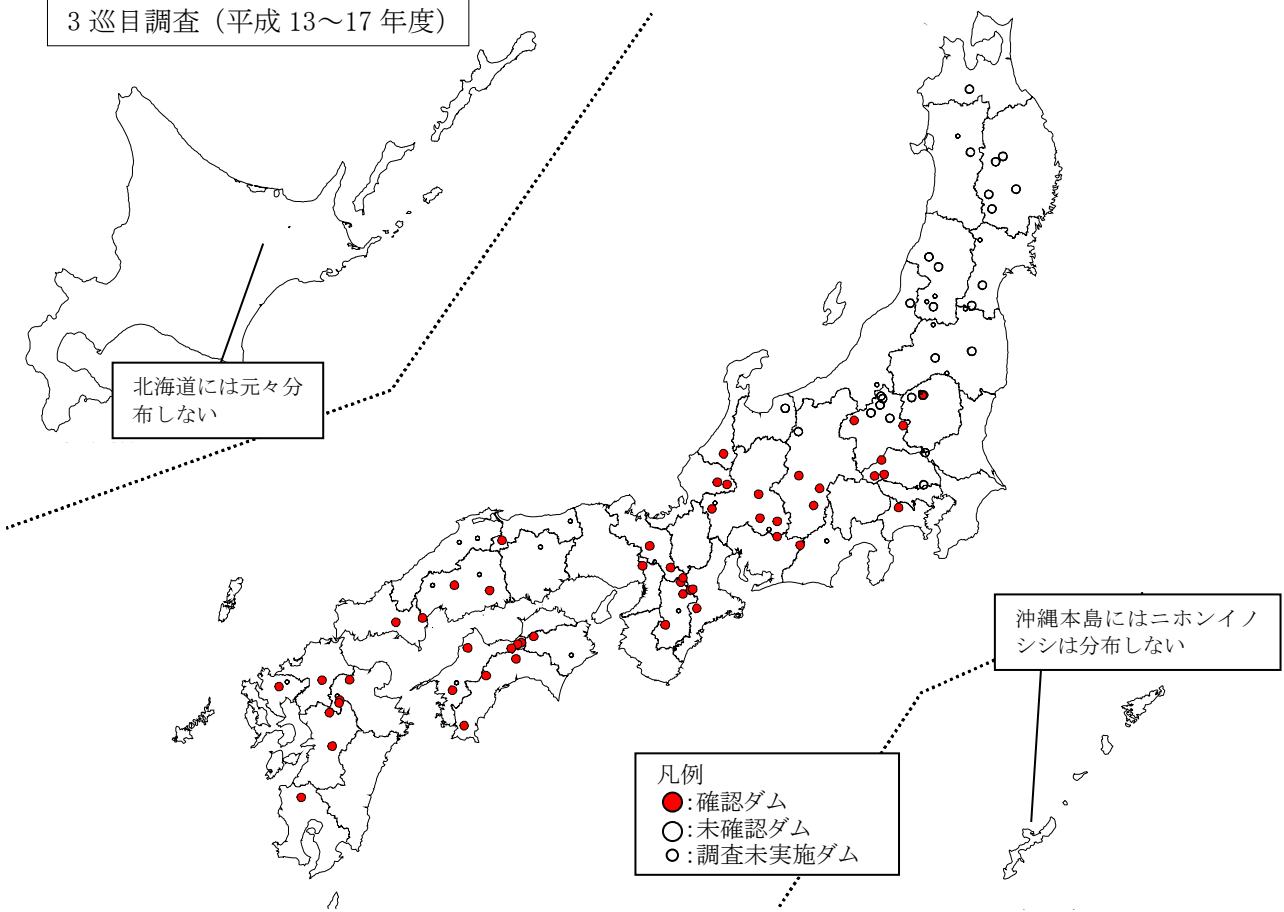 3 巡目調査（平成 13～17 年度）
北海道には元々分
布しない
沖縄本島にはニホンイノ
シシは分布しない
凡例
:確認ダム
:未確認ダム
:調査未実施ダム